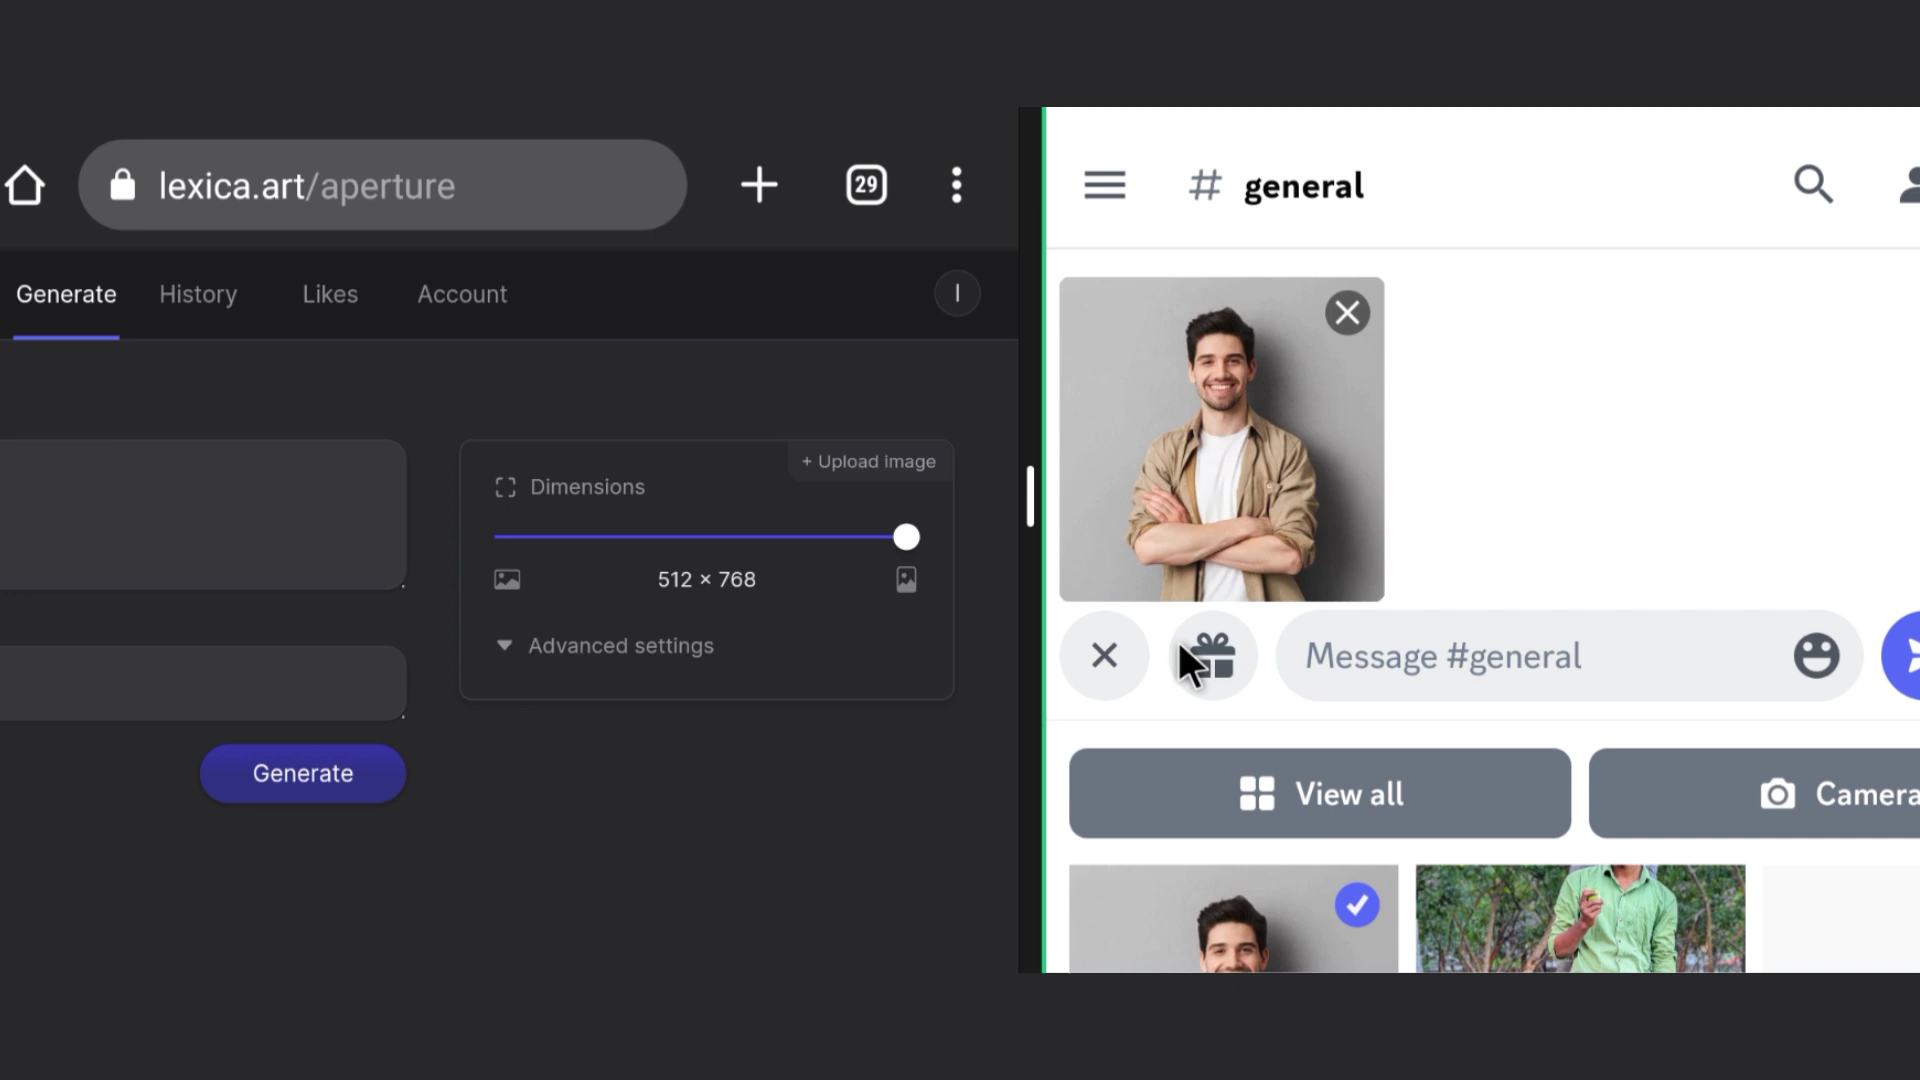 lexica.art/aperture
29
Generate
History
Likes
Account
I
+ Upload image
Dimensions
512 × 768
Advanced settings
Generate
# general
Message #general
View all
Camera